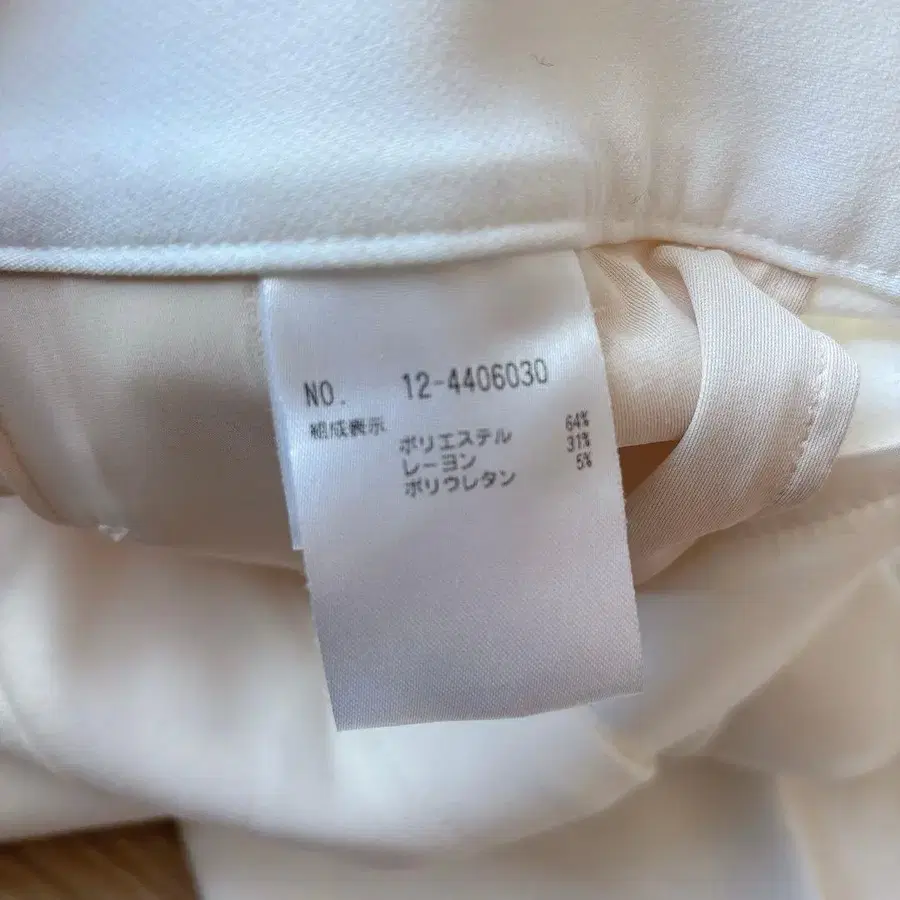 NO. 12-4406030
組成表示
ポリエステル 64%
レーヨン 31%
ポリウレタン 5%